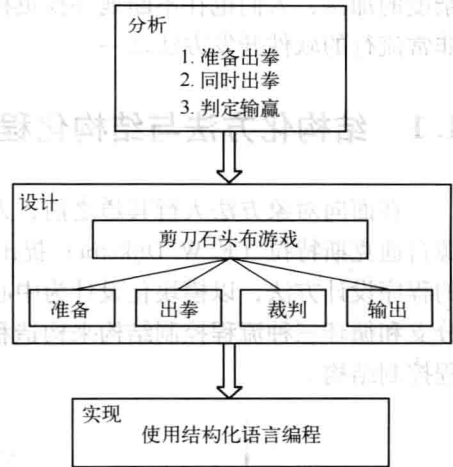 分析
1. 准备出拳
2. 同时出拳
3. 判定输赢
设计
剪刀石头布游戏
准备 出拳 裁判 输出
实现
使用结构化语言编程